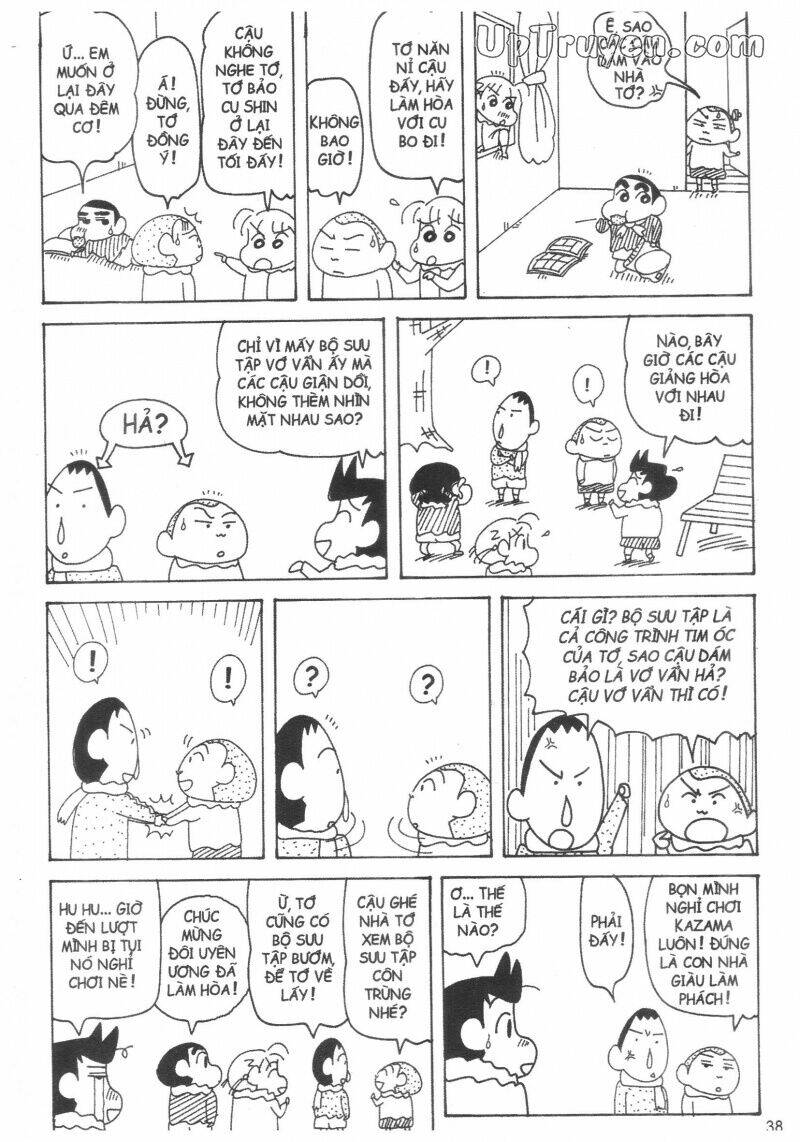 UpTruyen.com
Ê, SAO
DÁM VÀO
NHÀ
TỚ?
TỚ NĂN
NỈ CẬU
ĐẤY, HÃY
LÀM HÒA
VỚI CU
BO ĐI!
KHÔNG
BAO
GIỜ!
CẬU
KHÔNG
NGHE TỚ,
TỚ BẢO
CU SHIN
Ở LẠI
ĐÂY ĐẾN
TỐI ĐẤY!
Á!
ĐỪNG,
TỚ
ĐỒNG
Ý!
Ứ... EM
MUỐN Ở
LẠI ĐÂY
QUA ĐÊM
CƠ!
NÀO, BÂY
GIỜ CÁC CẬU
GIẢNG HÒA
VỚI NHAU
ĐI!
!
!
CHỈ VÌ MẤY BỘ SƯU
TẬP VỚ VẨN ẤY MÀ
CÁC CẬU GIẬN DỖI,
KHÔNG THÈM NHÌN
MẶT NHAU SAO?
HẢ?
CÁI GÌ? BỘ SƯU TẬP LÀ
CẢ CÔNG TRÌNH TIM ÓC
CỦA TỚ, SAO CẬU DÁM
BẢO LÀ VỚ VẨN HẢ?
CẬU VỚ VẨN THÌ CÓ!
?
?
!
!
BỌN MÌNH
NGHỈ CHƠI
KAZAMA
LUÔN! ĐÚNG
LÀ CON NHÀ
GIÀU LÀM
PHÁCH!
PHẢI
ĐẤY!
Ơ... THẾ
LÀ THẾ
NÀO?
CẬU GHÉ
NHÀ TỚ
XEM BỘ
SƯU TẬP
CÔN
TRÙNG
NHÉ?
Ừ, TỚ
CŨNG CÓ
BỘ SƯU
TẬP BƯỚM,
ĐỂ TỚ VỀ
LẤY!
CHÚC
MỪNG
ĐÔI UYÊN
ƯƠNG ĐÃ
LÀM HÒA!
HU HU... GIỜ
ĐẾN LƯỢT
MÌNH BỊ TỤI
NÓ NGHỈ
CHƠI NÈ!
38